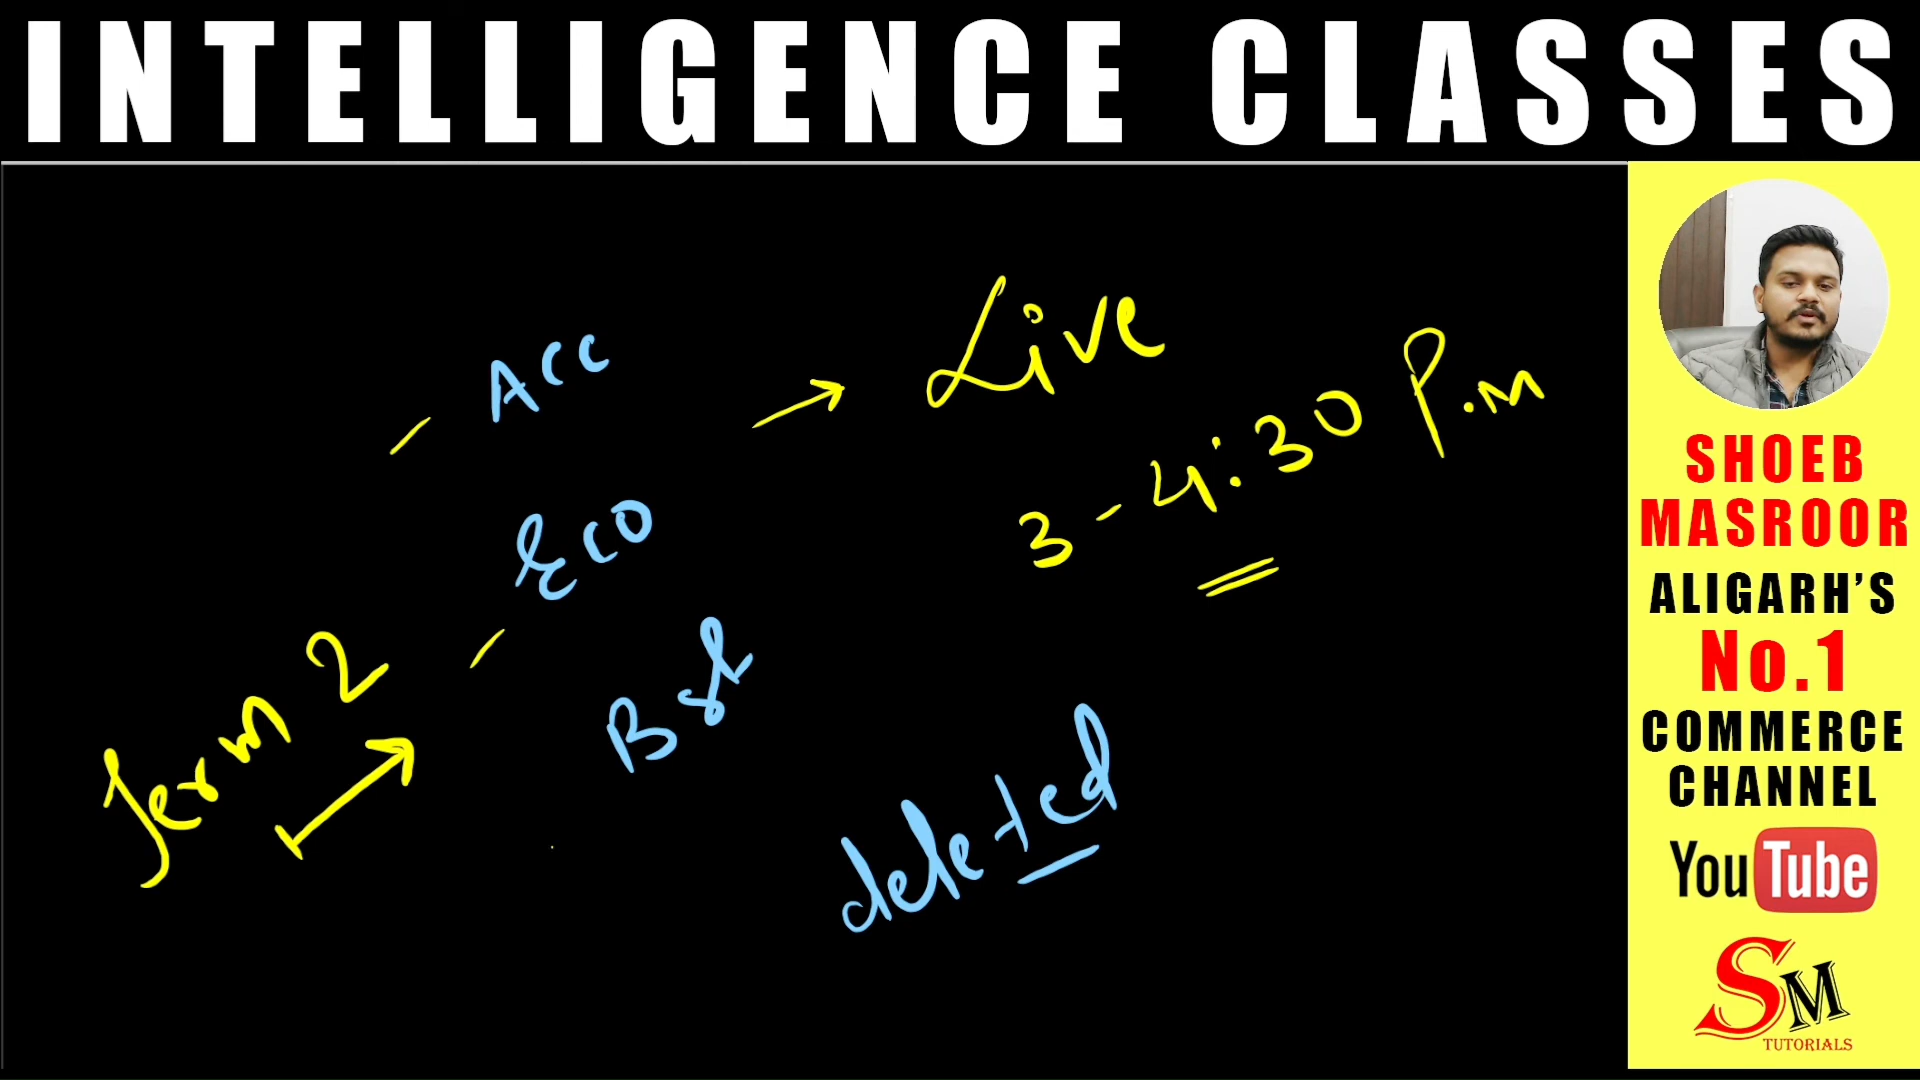 INTELLIGENCE CLASSES
Acc
Live
3 - 4:30 P.M
Eco
Term 2
Bst
deleted
SHOEB
MASROOR
ALIGARH'S
No.1
COMMERCE
CHANNEL
YouTube
SM
TUTORIALS